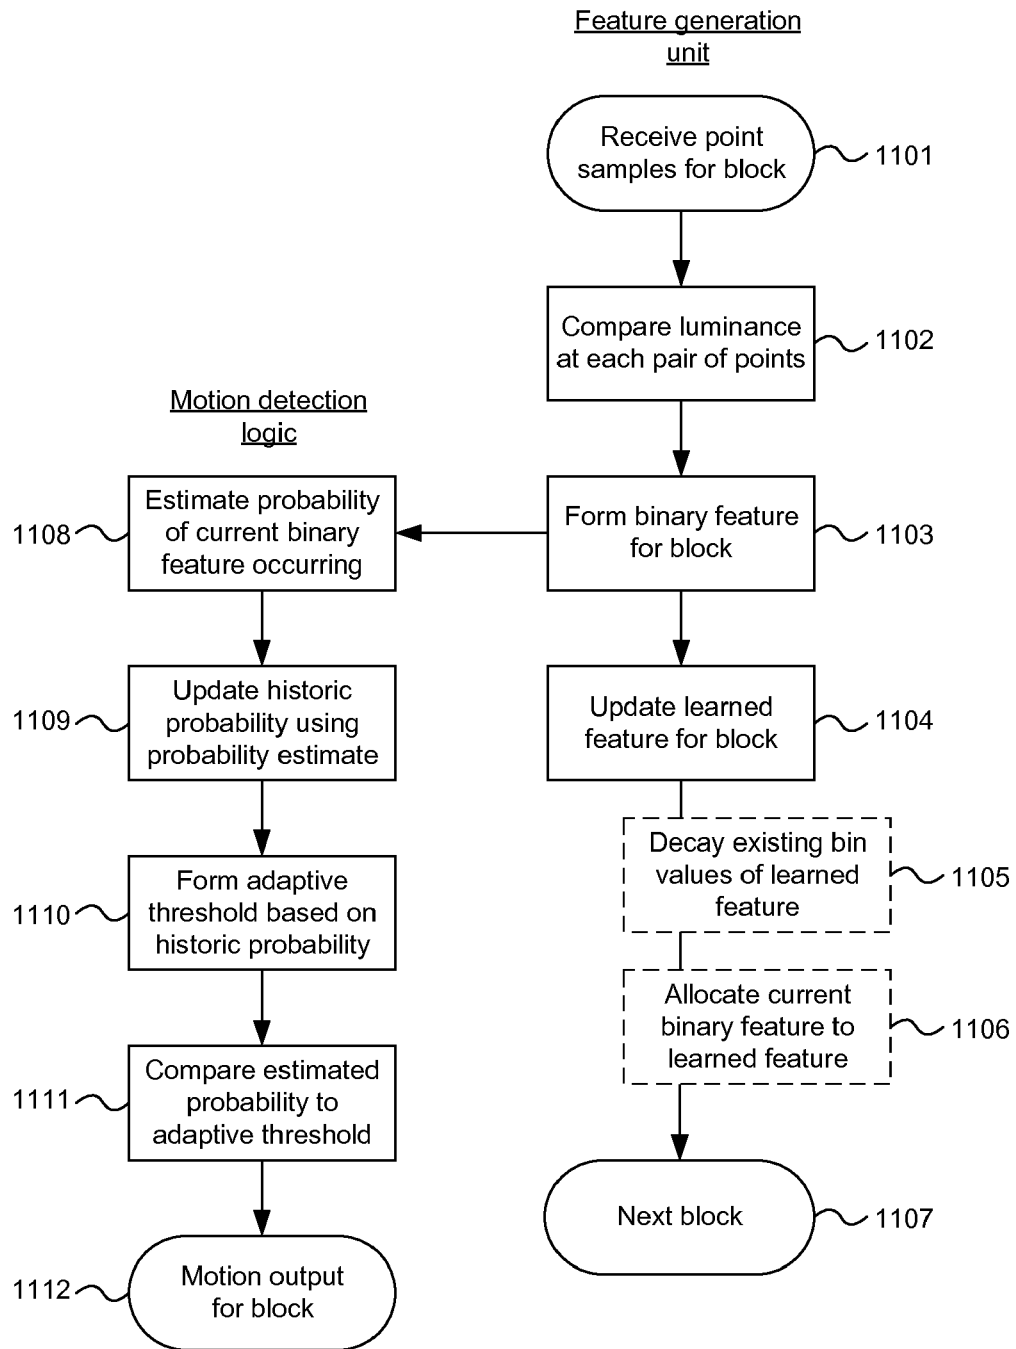 Feature generation
unit
Receive point
samples for block
1101
Compare luminance
at each pair of points
1102
Form binary feature
for block
1103
Update learned
feature for block
1104
Decay existing bin
values of learned
feature
1105
Allocate current
binary feature to
learned feature
1106
Next block
1107
Motion detection
logic
Estimate probability
of current binary
feature occurring
1108
Update historic
probability using
probability estimate
1109
Form adaptive
threshold based on
historic probability
1110
Compare estimated
probability to
adaptive threshold
1111
Motion output
for block
1112